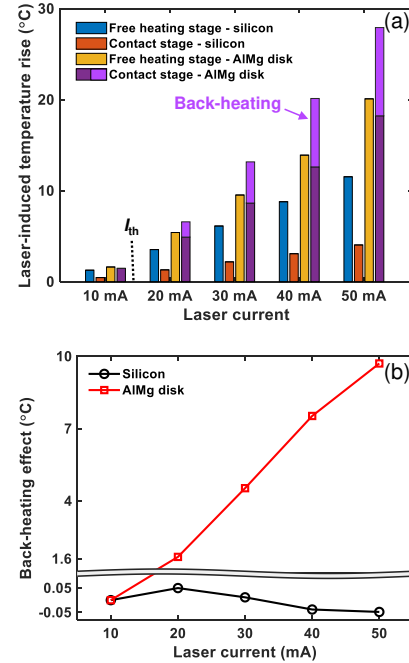 (a)
Free heating stage - silicon
Contact stage - silicon
Free heating stage - AlMg disk
Contact stage - AlMg disk
Back-heating
Ith
Laser-induced temperature rise (°C)
30
20
10
0
10 mA 20 mA 30 mA 40 mA 50 mA
Laser current
(b)
Silicon
AlMg disk
Back-heating effect (°C)
10
7
4
1.6
0.05
-0.05
10 20 30 40 50
Laser current (mA)